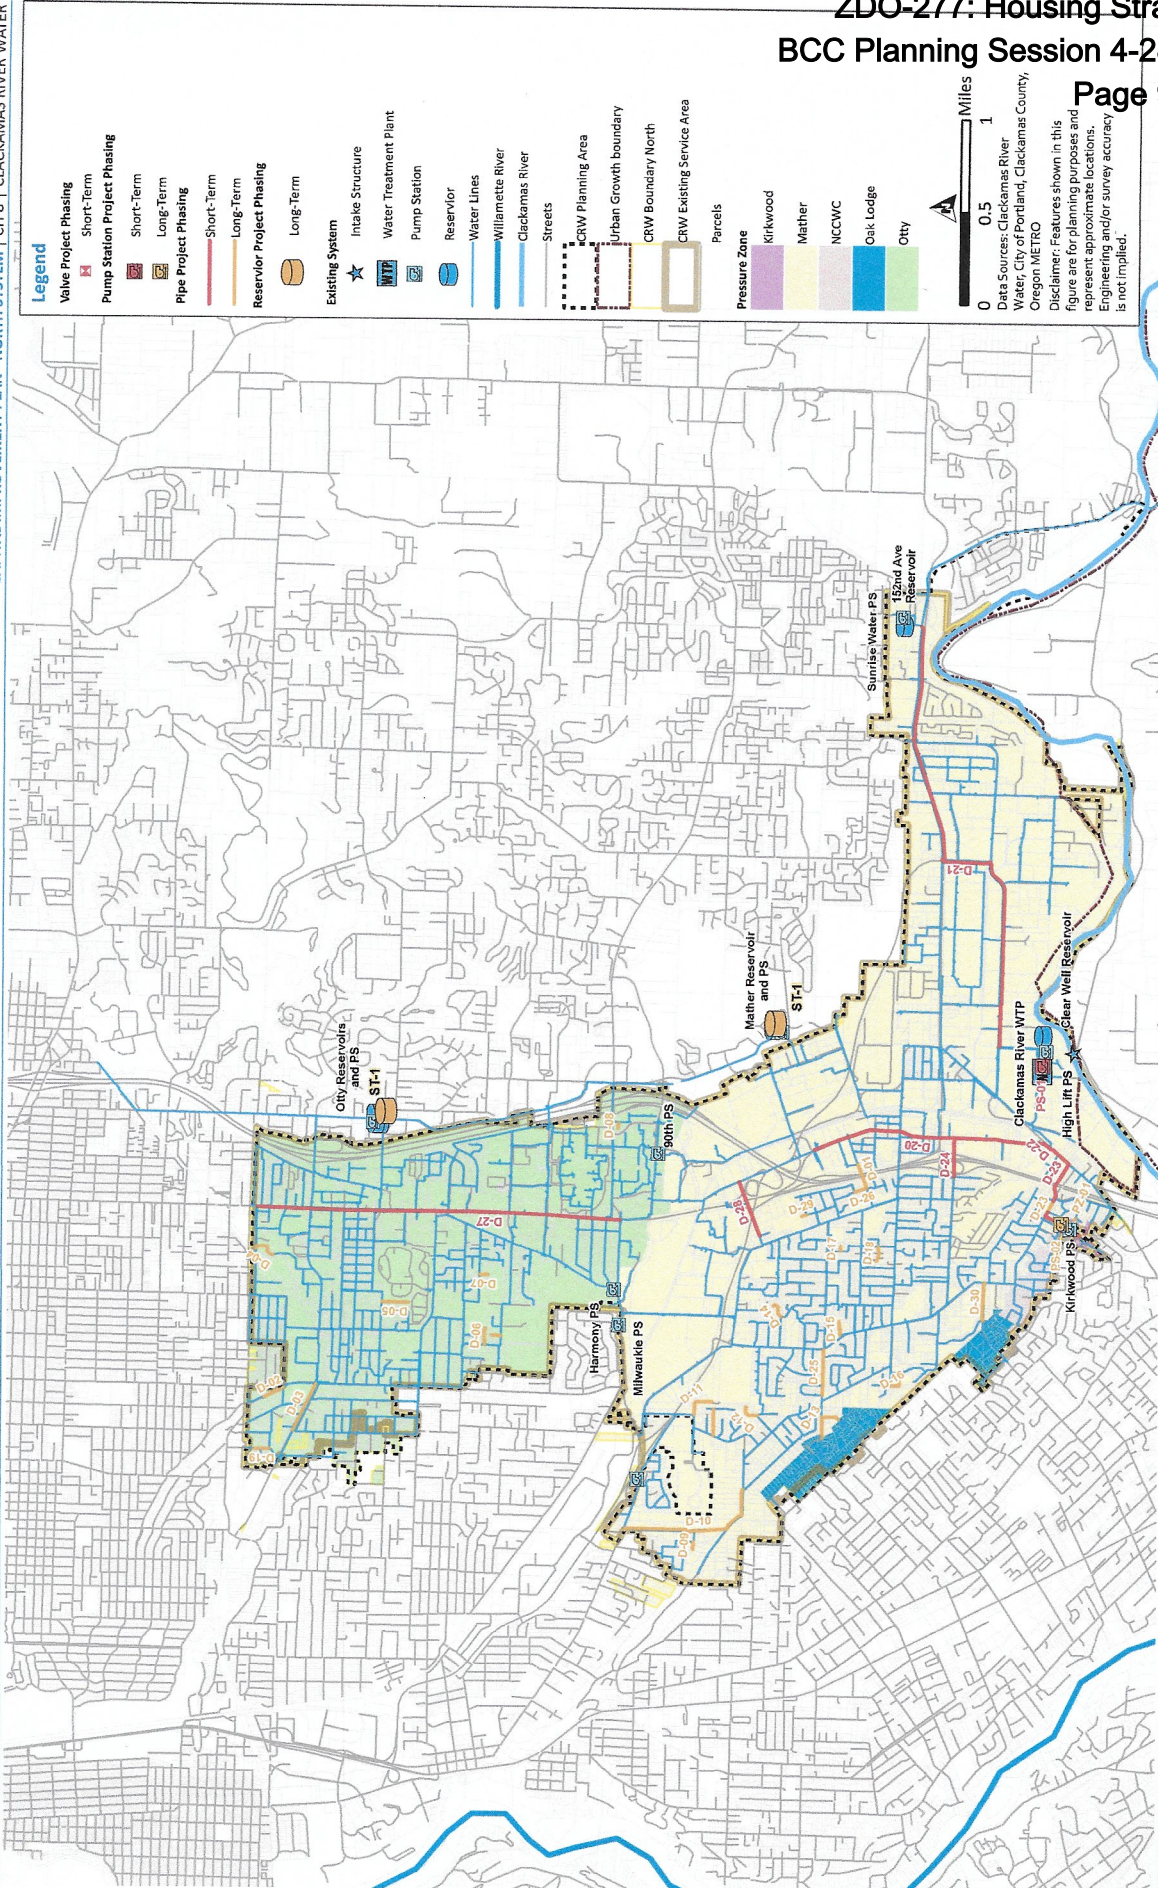 ZDO-277: Housing Stra
BCC Planning Session 4-2
Page
Legend
Valve Project Phasing
Short-Term
Pump Station Project Phasing
Short-Term
Long-Term
Pipe Project Phasing
Short-Term
Long-Term
Reservior Project Phasing
Long-Term
Existing System
Intake Structure
WTP
Water Treatment Plant
Pump Station
Reservior
Water Lines
Willamette River
Clackamas River
Streets
CRW Planning Area
Urban Growth boundary
CRW Boundary North
CRW Existing Service Area
Parcels
Pressure Zone
Kirkwood
Mather
NCCWC
Oak Lodge
Otty
N
0 0.5 1 Miles
Data Sources: Clackamas River
Water, City of Portland, Clackamas County,
Oregon METRO
Disclaimer: Features shown in this
figure are for planning purposes and
represent approximate locations.
Engineering and/or survey accuracy
is not implied.
Otty Reservoirs
and PS
ST-1
Mather Reservoir
and PS
ST-1
Sunrise Water PS
152nd Ave
Reservoir
Clackamas River WTP
PS-01
High Lift PS
Clear Well Reservoir
90th PS
Harmony PS
Milwaukie PS
Kirkwood PS
D-02
D-03
D-19
D-05
D-06
D-07
D-08
D-27
D-28
D-29
D-26
D-01
D-20
D-24
D-22
D-23
D-21
D-17
D-18
D-14
D-15
D-25
D-16
D-30
D-13
D-12
D-11
D-10
D-09